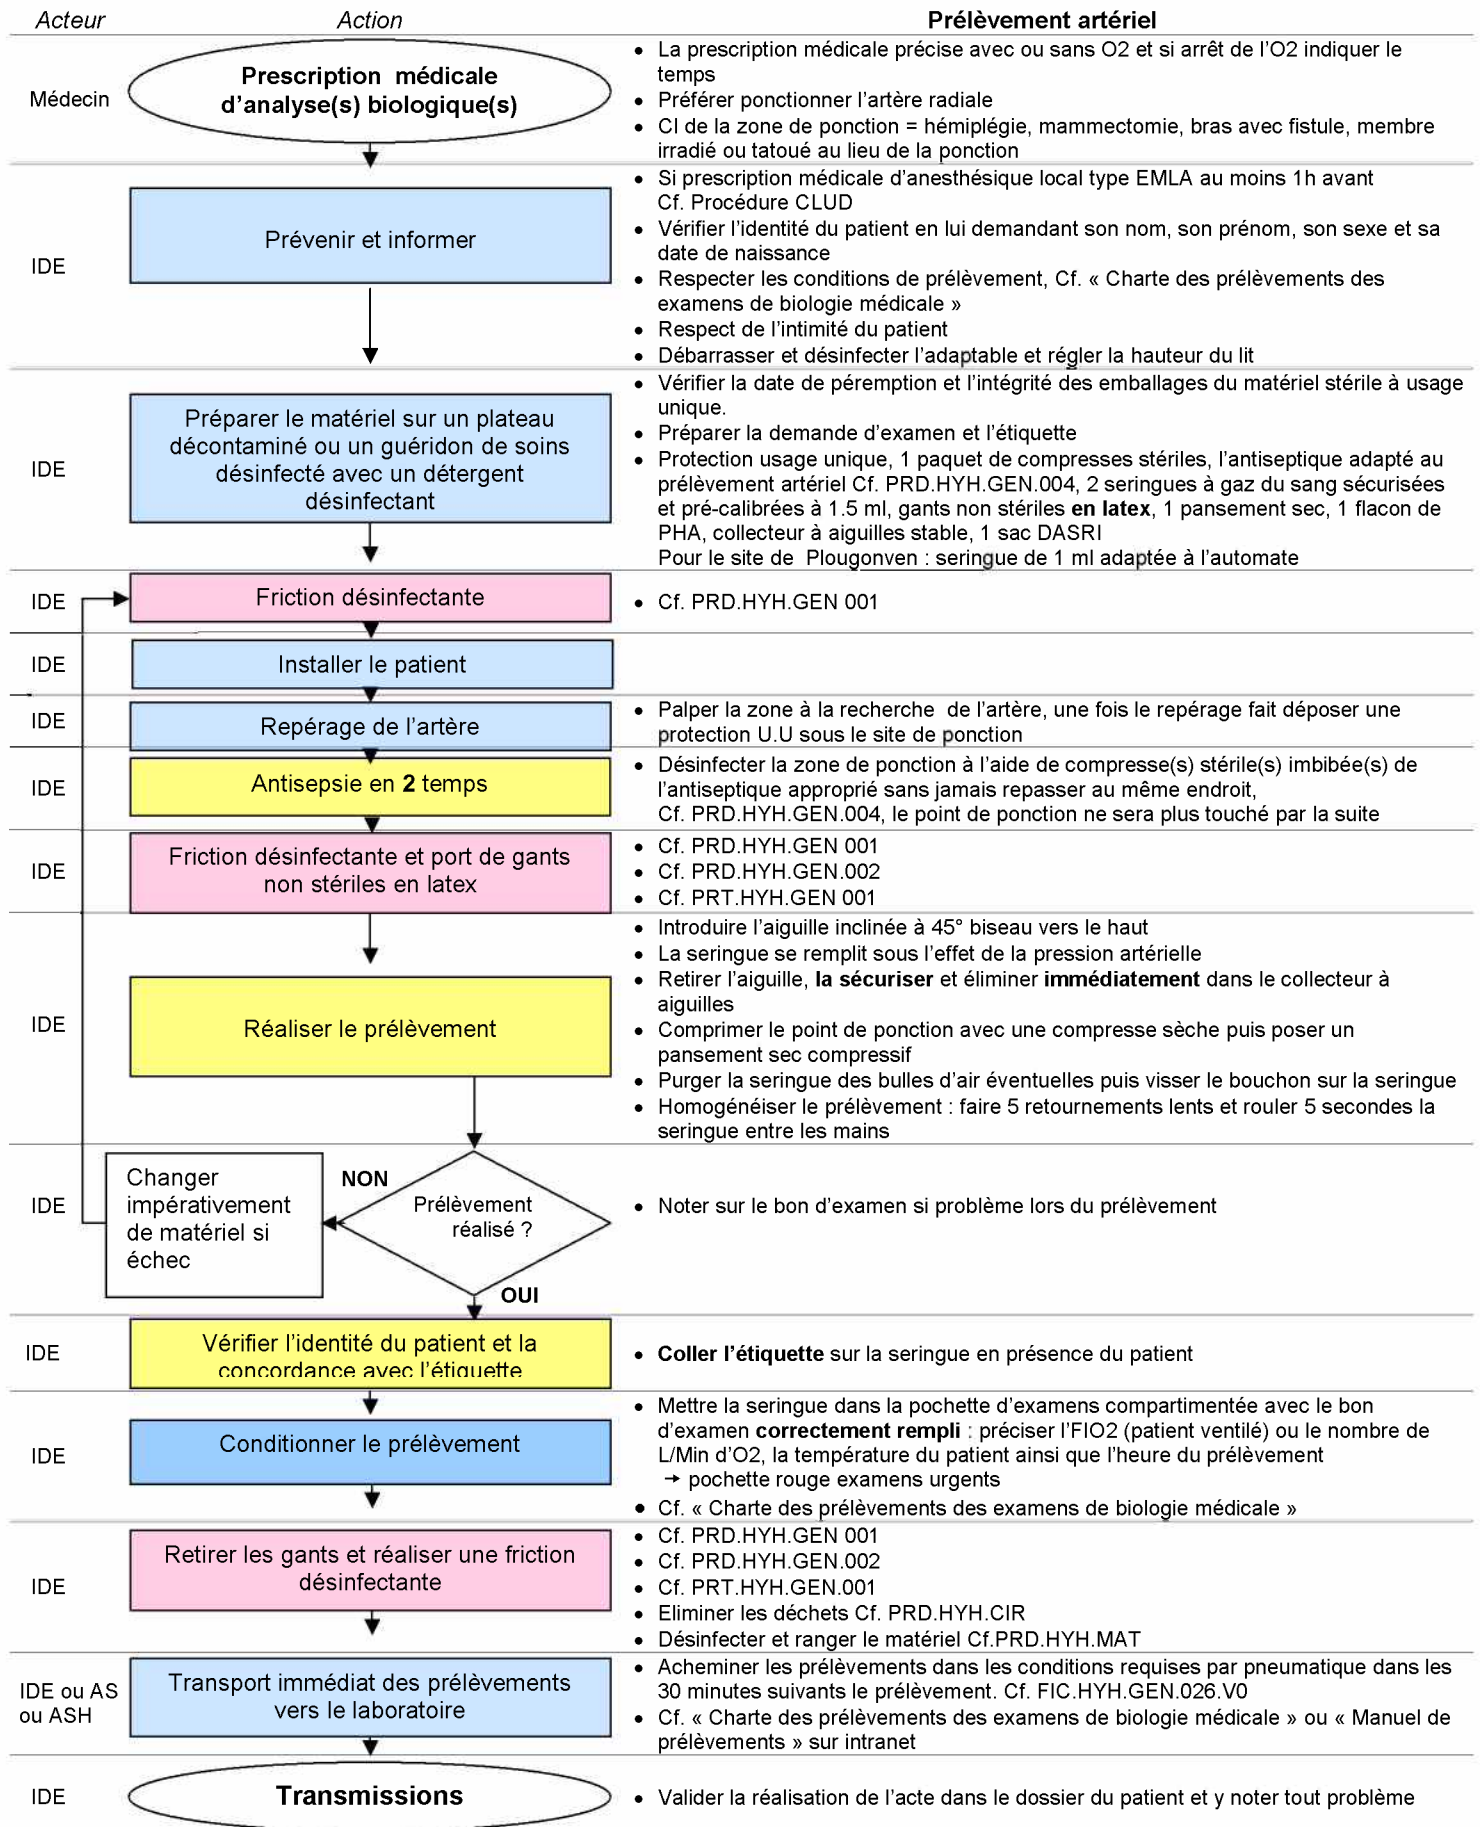 Acteur Action Prélèvement artériel
Médecin
Prescription médicale
d'analyse(s) biologique(s)
• La prescription médicale précise avec ou sans O2 et si arrêt de l'O2 indiquer le
temps
• Préférer ponctionner l'artère radiale
• CI de la zone de ponction = hémiplégie, mammectomie, bras avec fistule, membre
irradié ou tatoué au lieu de la ponction
IDE
Prévenir et informer
• Si prescription médicale d'anesthésique local type EMLA au moins 1h avant
Cf. Procédure CLUD
• Vérifier l'identité du patient en lui demandant son nom, son prénom, son sexe et sa
date de naissance
• Respecter les conditions de prélèvement, Cf. « Charte des prélèvements des
examens de biologie médicale »
• Respect de l'intimité du patient
• Débarrasser et désinfecter l'adaptable et régler la hauteur du lit
IDE
Préparer le matériel sur un plateau
décontaminé ou un guéridon de soins
désinfecté avec un détergent
désinfectant
• Vérifier la date de péremption et l'intégrité des emballages du matériel stérile à usage
unique.
• Préparer la demande d'examen et l'étiquette
• Protection usage unique, 1 paquet de compresses stériles, l'antiseptique adapté au
prélèvement artériel Cf. PRD.HYH.GEN.004, 2 seringues à gaz du sang sécurisées
et pré-calibrées à 1.5 ml, gants non stériles en latex, 1 pansement sec, 1 flacon de
PHA, collecteur à aiguilles stable, 1 sac DASRI
Pour le site de Plougonven : seringue de 1 ml adaptée à l'automate
IDE
Friction désinfectante
• Cf. PRD.HYH.GEN 001
IDE
Installer le patient
IDE
Repérage de l'artère
• Palper la zone à la recherche de l'artère, une fois le repérage fait déposer une
protection U.U sous le site de ponction
IDE
Antisepsie en 2 temps
• Désinfecter la zone de ponction à l'aide de compresse(s) stérile(s) imbibée(s) de
l'antiseptique approprié sans jamais repasser au même endroit,
Cf. PRD.HYH.GEN.004, le point de ponction ne sera plus touché par la suite
IDE
Friction désinfectante et port de gants
non stériles en latex
• Cf. PRD.HYH.GEN 001
• Cf. PRD.HYH.GEN.002
• Cf. PRT.HYH.GEN 001
IDE
Réaliser le prélèvement
• Introduire l'aiguille inclinée à 45° biseau vers le haut
• La seringue se remplit sous l'effet de la pression artérielle
• Retirer l'aiguille, la sécuriser et éliminer immédiatement dans le collecteur à
aiguilles
• Comprimer le point de ponction avec une compresse sèche puis poser un
pansement sec compressif
• Purger la seringue des bulles d'air éventuelles puis visser le bouchon sur la seringue
• Homogénéiser le prélèvement : faire 5 retournements lents et rouler 5 secondes la
seringue entre les mains
IDE
Changer
impérativement
de matériel si
échec
NON
Prélèvement
réalisé ?
OUI
• Noter sur le bon d'examen si problème lors du prélèvement
IDE
Vérifier l'identité du patient et la
concordance avec l'étiquette
• Coller l'étiquette sur la seringue en présence du patient
IDE
Conditionner le prélèvement
• Mettre la seringue dans la pochette d'examens compartimentée avec le bon
d'examen correctement rempli : préciser l'FIO2 (patient ventilé) ou le nombre de
L/Min d'O2, la température du patient ainsi que l'heure du prélèvement
→ pochette rouge examens urgents
• Cf. « Charte des prélèvements des examens de biologie médicale »
IDE
Retirer les gants et réaliser une friction
désinfectante
• Cf. PRD.HYH.GEN 001
• Cf. PRD.HYH.GEN.002
• Cf. PRT.HYH.GEN.001
• Eliminer les déchets Cf. PRD.HYH.CIR
• Désinfecter et ranger le matériel Cf.PRD.HYH.MAT
IDE ou AS
ou ASH
Transport immédiat des prélèvements
vers le laboratoire
• Acheminer les prélèvements dans les conditions requises par pneumatique dans les
30 minutes suivants le prélèvement. Cf. FIC.HYH.GEN.026.V0
• Cf. « Charte des prélèvements des examens de biologie médicale » ou « Manuel de
prélèvements » sur intranet
IDE
Transmissions
• Valider la réalisation de l'acte dans le dossier du patient et y noter tout problème